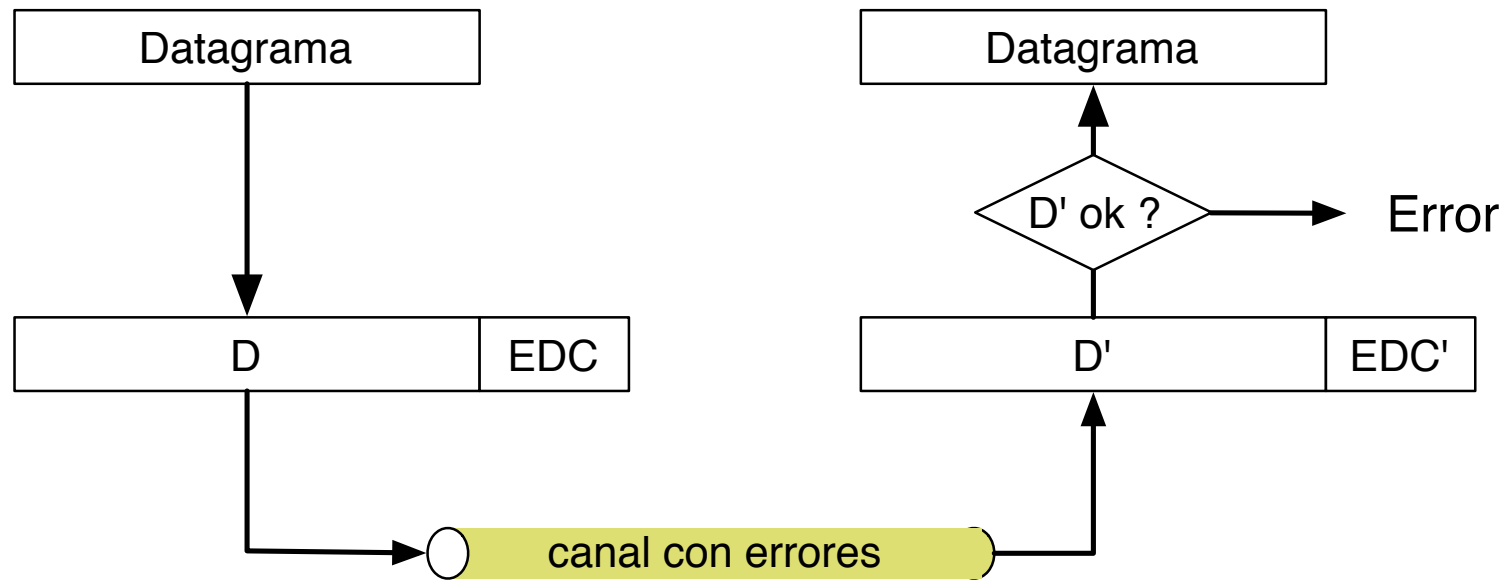 Datagrama
Datagrama
D' ok ?
Error
D
EDC
D'
EDC'
canal con errores